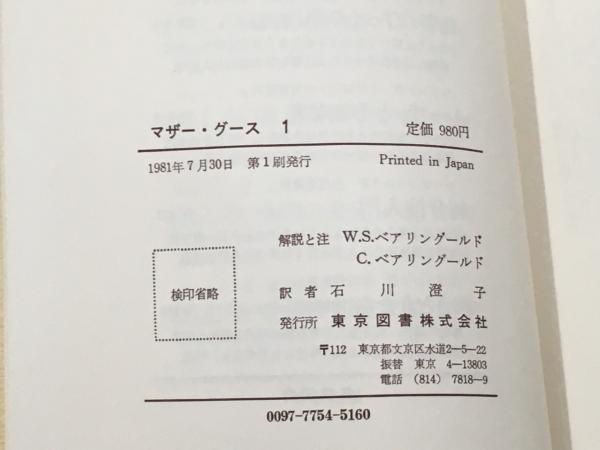 マザー・グース 1 定価 980円
1981年7月30日 第1刷発行 Printed in Japan
解説と注 W.S.ベアリングールド
C.ベアリングールド
検印省略
訳者 石川澄子
発行所 東京図書株式会社
〒112 東京都文京区水道2―5―22
振替 東京 4―13803
電話 (814) 7818―9
0097-7754-5160